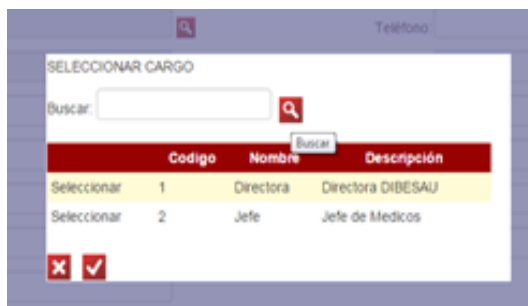 Teléfono:
SELECCIONAR CARGO
Buscar:
Buscar
Codigo Nombre Descripción
Seleccionar 1 Directora Directora DIBESAU
Seleccionar 2 Jefe Jefe de Medicos